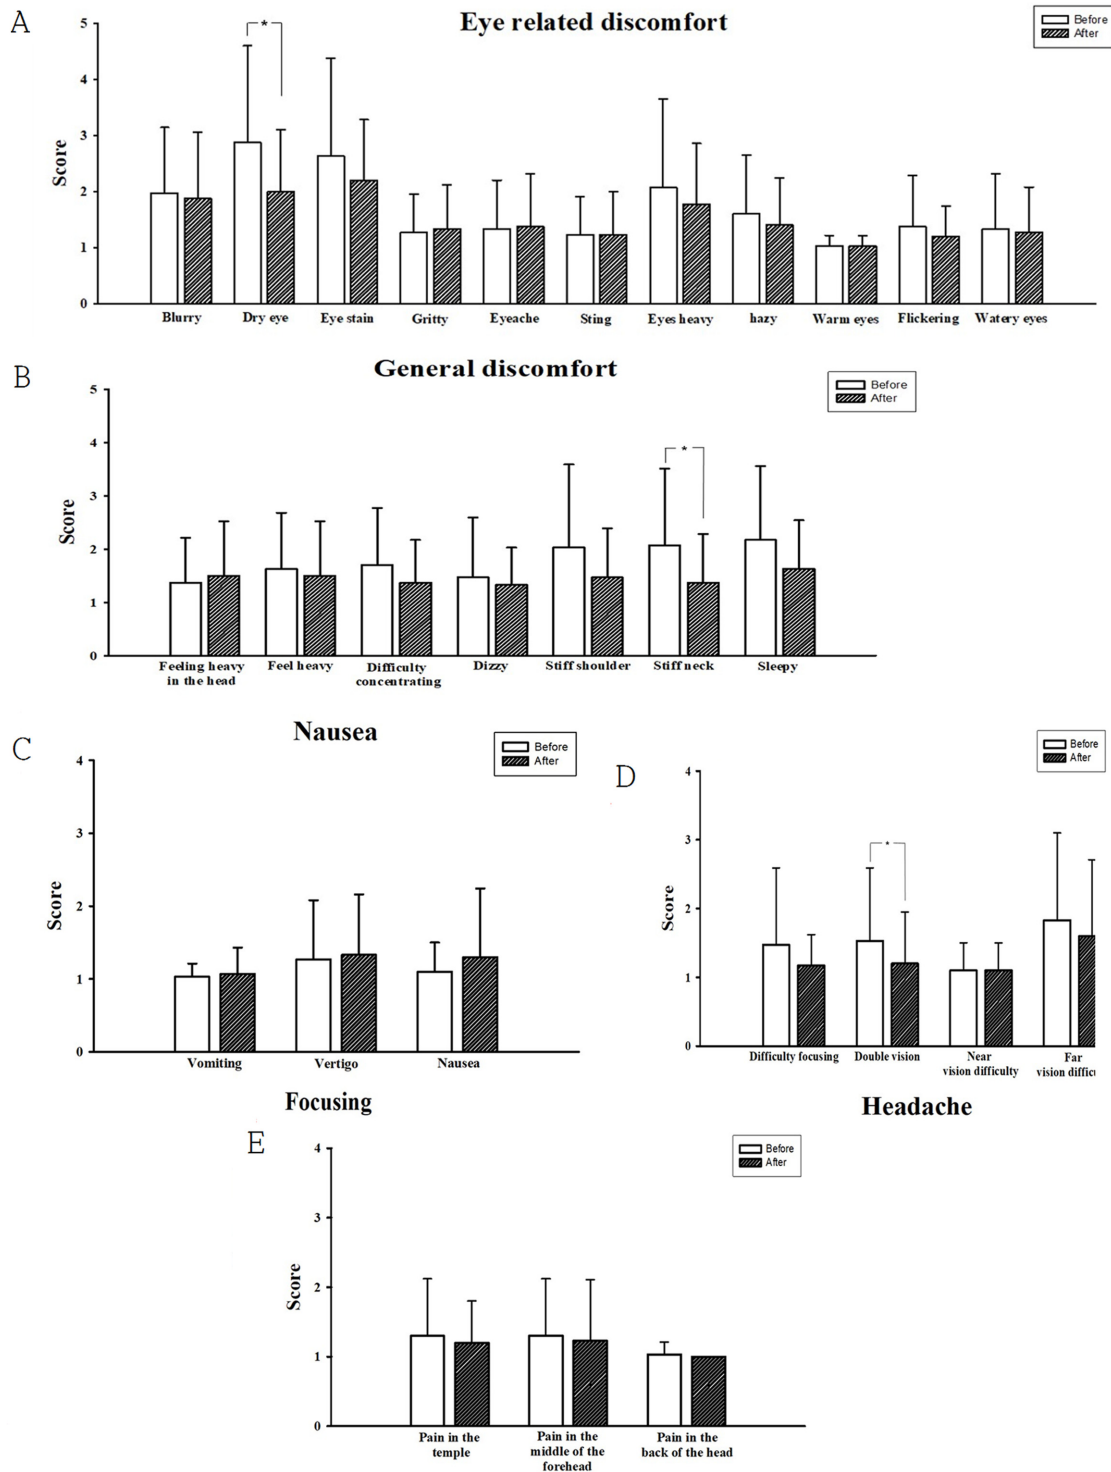 A
Eye related discomfort
Before
After
5
4
3
2
1
0
Score
*
Blurry Dry eye Eye stain Gritty Eyeache Sting Eyes heavy hazy Warm eyes Flickering Watery eyes
B
General discomfort
Before
After
5
4
3
2
1
0
Score
*
Feeling heavy
in the head
Feel heavy
Difficulty
concentrating
Dizzy
Stiff shoulder
Stiff neck
Sleepy
C
Nausea
Before
After
4
3
2
1
0
Score
Vomiting Vertigo Nausea
D
Before
After
4
3
2
1
0
Score
*
Difficulty focusing
Double vision
Near
vision difficulty
Far
vision difficu
Focusing
Headache
E
Before
After
4
3
2
1
0
Score
Pain in the
temple
Pain in the
middle of the
forehead
Pain in the
back of the head